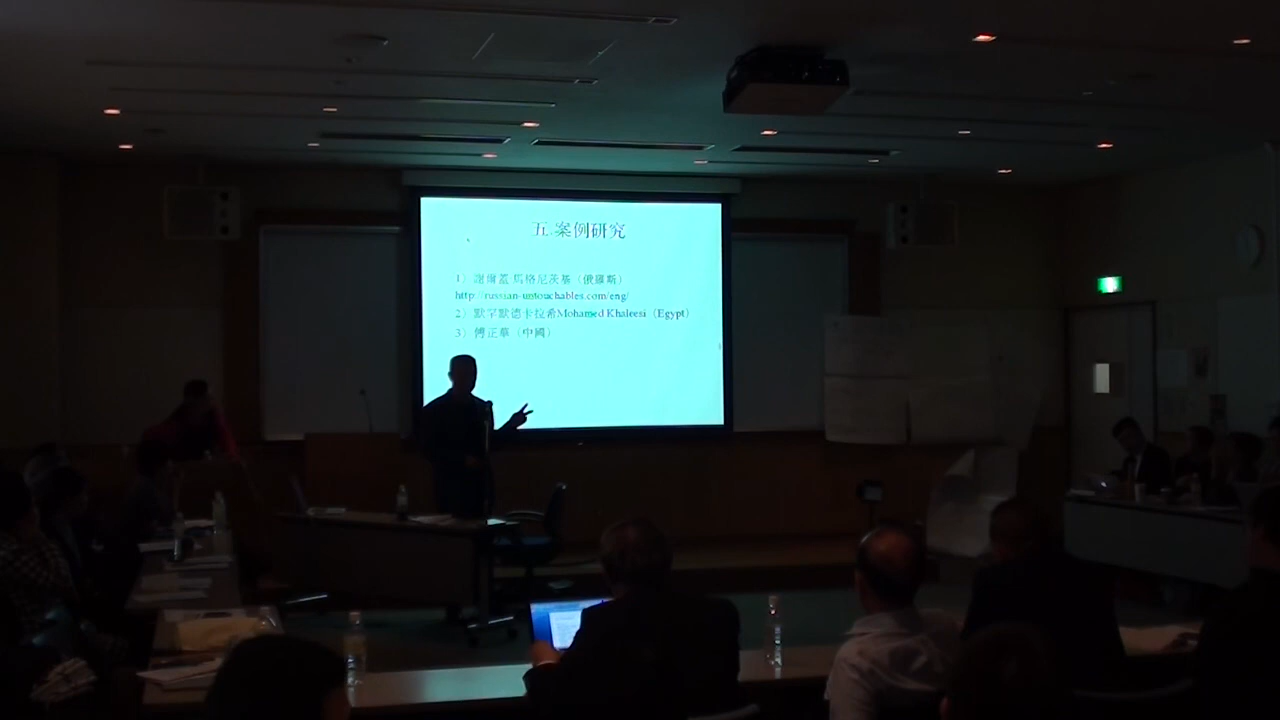 五.案例研究
1）謝爾蓋.馬格尼茨基（俄羅斯）
http://russian-untouchables.com/eng/
2）默罕默德卡拉希Mohamed Khaleesi（Egypt）
3）傅正華（中國）